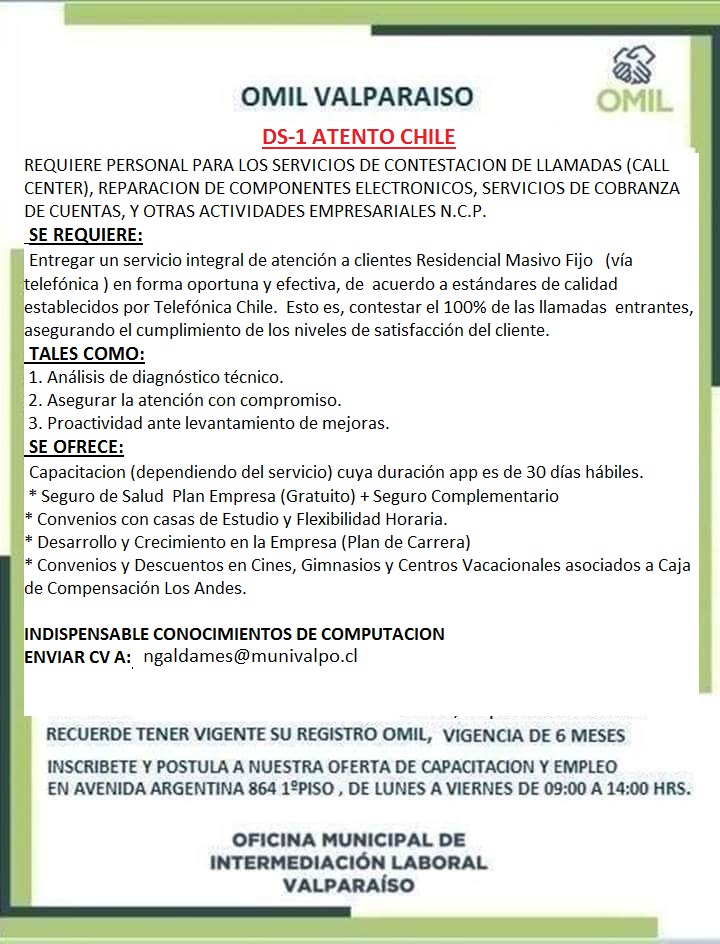 OMIL
OMIL VALPARAISO
DS-1 ATENTO CHILE
REQUIERE PERSONAL PARA LOS SERVICIOS DE CONTESTACION DE LLAMADAS (CALL
CENTER), REPARACION DE COMPONENTES ELECTRONICOS, SERVICIOS DE COBRANZA
DE CUENTAS, Y OTRAS ACTIVIDADES EMPRESARIALES N.C.P.
SE REQUIERE:
Entregar un servicio integral de atención a clientes Residencial Masivo Fijo (vía
telefónica ) en forma oportuna y efectiva, de acuerdo a estándares de calidad
establecidos por Telefónica Chile. Esto es, contestar el 100% de las llamadas entrantes,
asegurando el cumplimiento de los niveles de satisfacción del cliente.
TALES COMO:
1. Análisis de diagnóstico técnico.
2. Asegurar la atención con compromiso.
3. Proactividad ante levantamiento de mejoras.
SE OFRECE:
Capacitacion (dependiendo del servicio) cuya duración app es de 30 días hábiles.
* Seguro de Salud Plan Empresa (Gratuito) + Seguro Complementario
* Convenios con casas de Estudio y Flexibilidad Horaria.
* Desarrollo y Crecimiento en la Empresa (Plan de Carrera)
* Convenios y Descuentos en Cines, Gimnasios y Centros Vacacionales asociados a Caja
de Compensación Los Andes.
INDISPENSABLE CONOCIMIENTOS DE COMPUTACION
ENVIAR CV A: ngaldames@munivalpo.cl
RECUERDE TENER VIGENTE SU REGISTRO OMIL, VIGENCIA DE 6 MESES
INSCRIBETE Y POSTULA A NUESTRA OFERTA DE CAPACITACION Y EMPLEO
EN AVENIDA ARGENTINA 864 1ºPISO , DE LUNES A VIERNES DE 09:00 A 14:00 HRS.
OFICINA MUNICIPAL DE
INTERMEDIACIÓN LABORAL
VALPARAÍSO